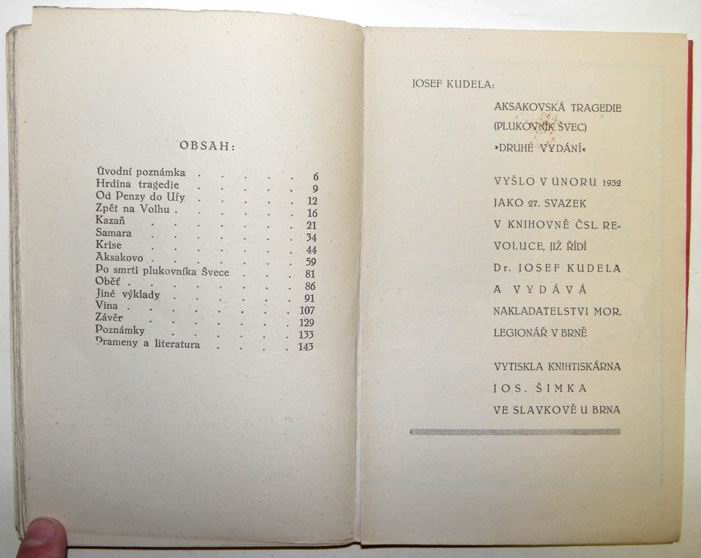 OBSAH:
Úvodní poznámka . . . . . 6
Hrdina tragedie . . . . . 9
Od Penzy do Ufy . . . . . 12
Zpět na Volhu . . . . . . 16
Kazaň . . . . . . 21
Samara . . . . . . 34
Krise . . . . . . 44
Aksakovo . . . . . . 59
Po smrti plukovníka Švece . . . . 81
Oběť . . . . . . 86
Jiné výklady . . . . . . 91
Vina . . . . . . . 107
Závěr . . . . . . 129
Poznámky . . . . . . 133
Prameny a literatura . . . . . 143
JOSEF KUDELA:
AKSAKOVSKÁ TRAGEDIE
(PLUKOVNÍK ŠVEC)
»DRUHÉ VYDÁNÍ«
VYŠLO V ÚNORU 1932
JAKO 27. SVAZEK
V KNIHOVNĚ ČSL. RE-
VOLUCE, JIŽ ŘÍDÍ
Dr. JOSEF KUDELA
A VYDÁVÁ
NAKLADATELSTVI MOR.
LEGIONÁŘ V BRNĚ
VYTISKLA KNIHTISKÁRNA
JOS. ŠIMKA
VE SLAVKOVĚ U BRNA